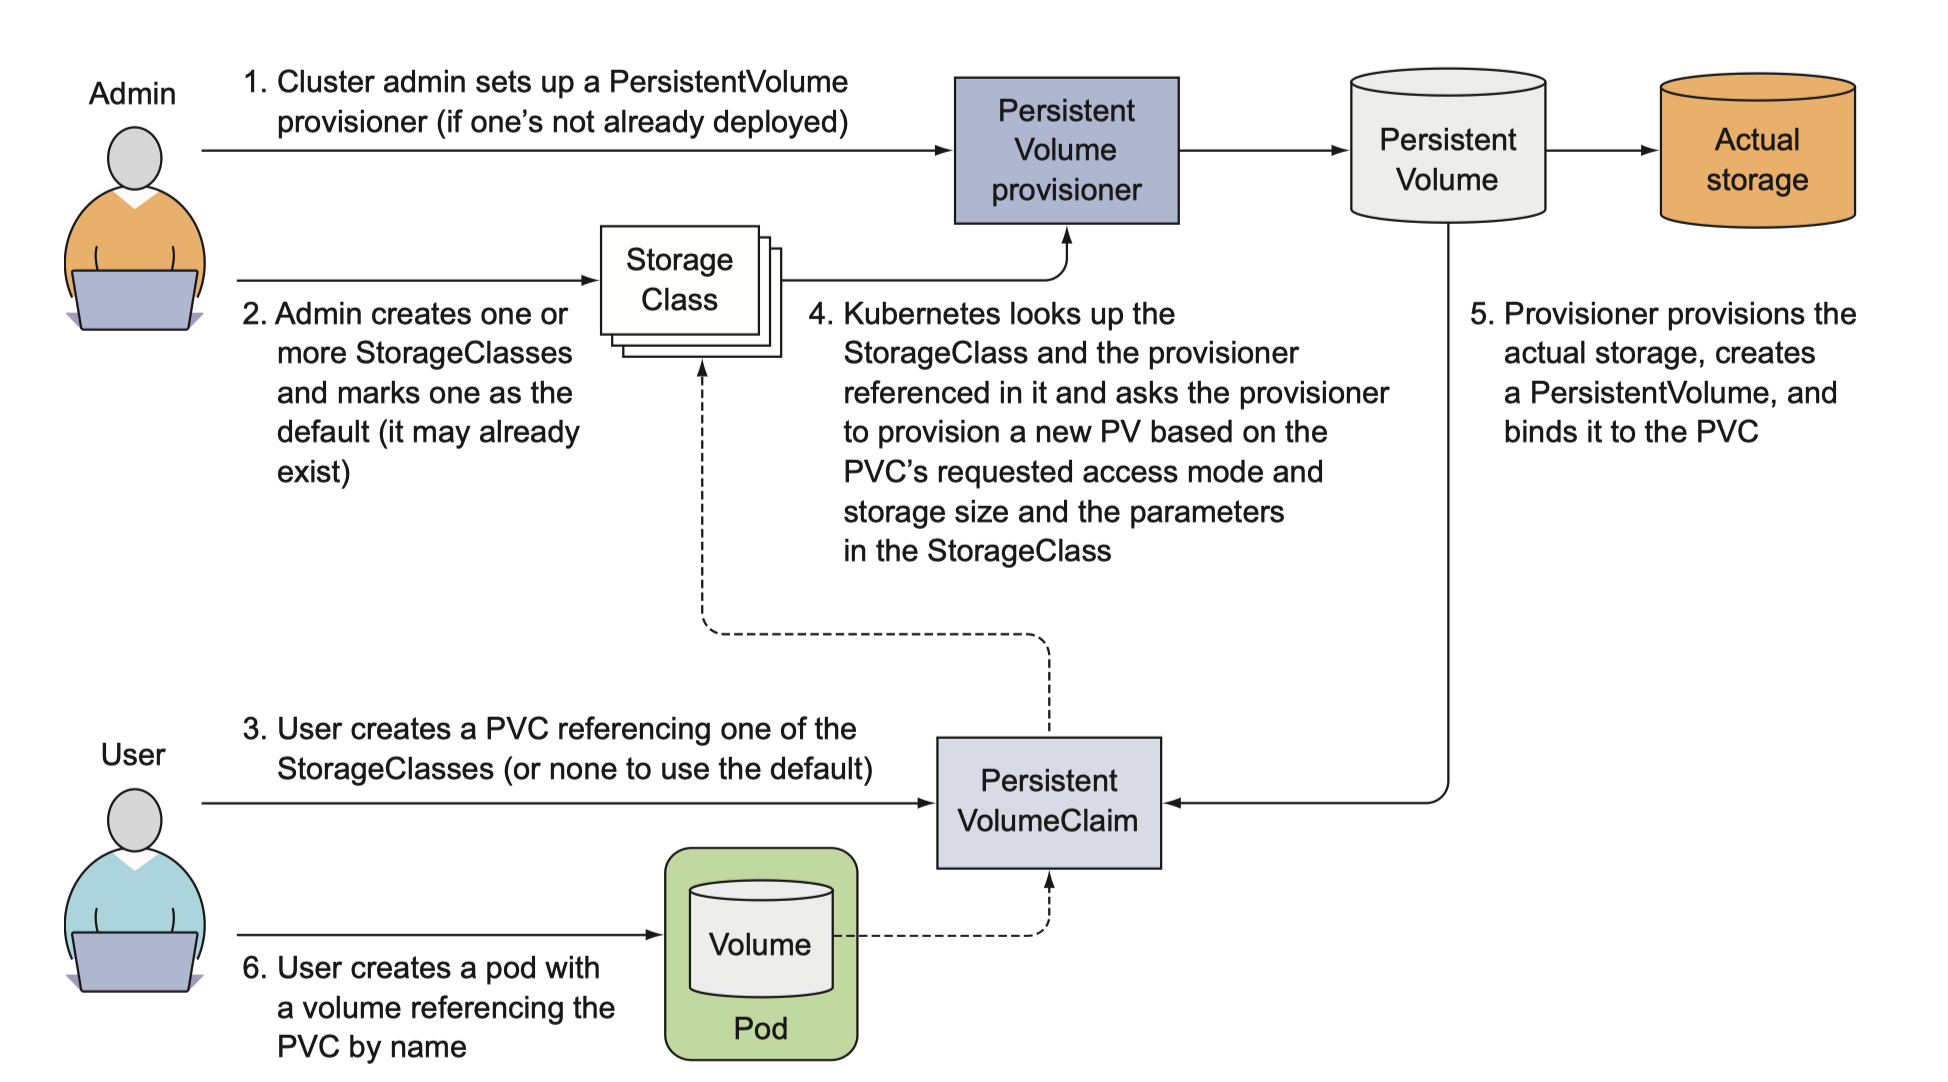 Admin
1. Cluster admin sets up a PersistentVolume
provisioner (if one’s not already deployed)
Persistent
Volume
provisioner
Persistent
Volume
Actual
storage
Storage
Class
2. Admin creates one or
more StorageClasses
and marks one as the
default (it may already
exist)
4. Kubernetes looks up the
StorageClass and the provisioner
referenced in it and asks the provisioner
to provision a new PV based on the
PVC’s requested access mode and
storage size and the parameters
in the StorageClass
5. Provisioner provisions the
actual storage, creates
a PersistentVolume, and
binds it to the PVC
User
3. User creates a PVC referencing one of the
StorageClasses (or none to use the default)
Persistent
VolumeClaim
Volume
Pod
6. User creates a pod with
a volume referencing the
PVC by name